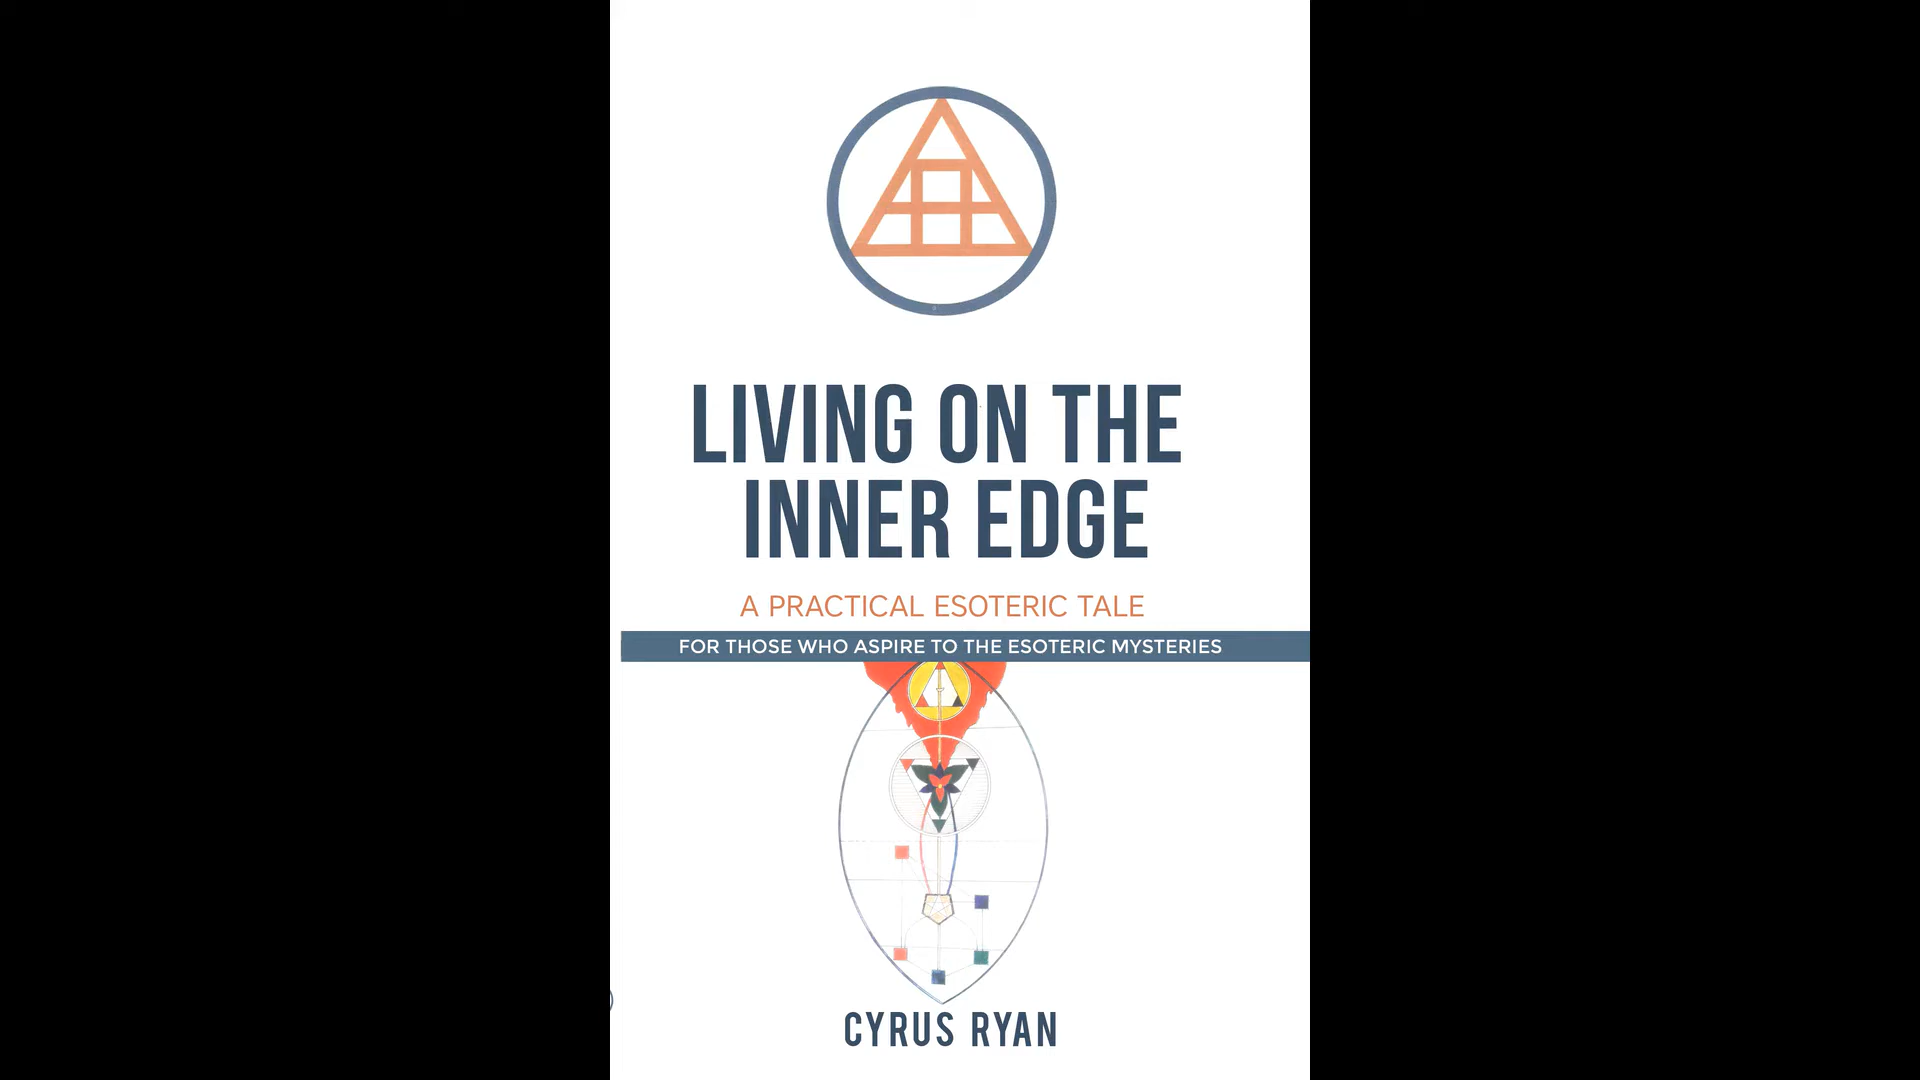 LIVING ON THE
INNER EDGE
A PRACTICAL ESOTERIC TALE
FOR THOSE WHO ASPIRE TO THE ESOTERIC MYSTERIES
CYRUS RYAN